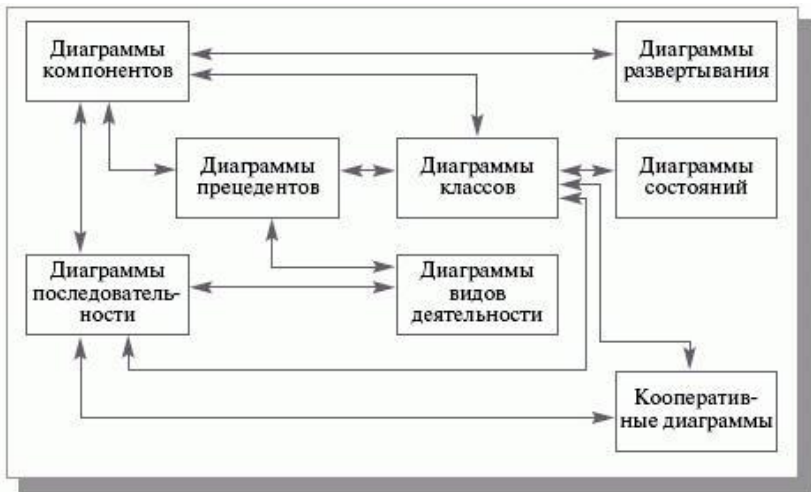 Диаграммы
компонентов
Диаграммы
развертывания
Диаграммы
прецедентов
Диаграммы
классов
Диаграммы
состояний
Диаграммы
последователь-
ности
Диаграммы
видов
деятельности
Кооператив-
ные диаграммы